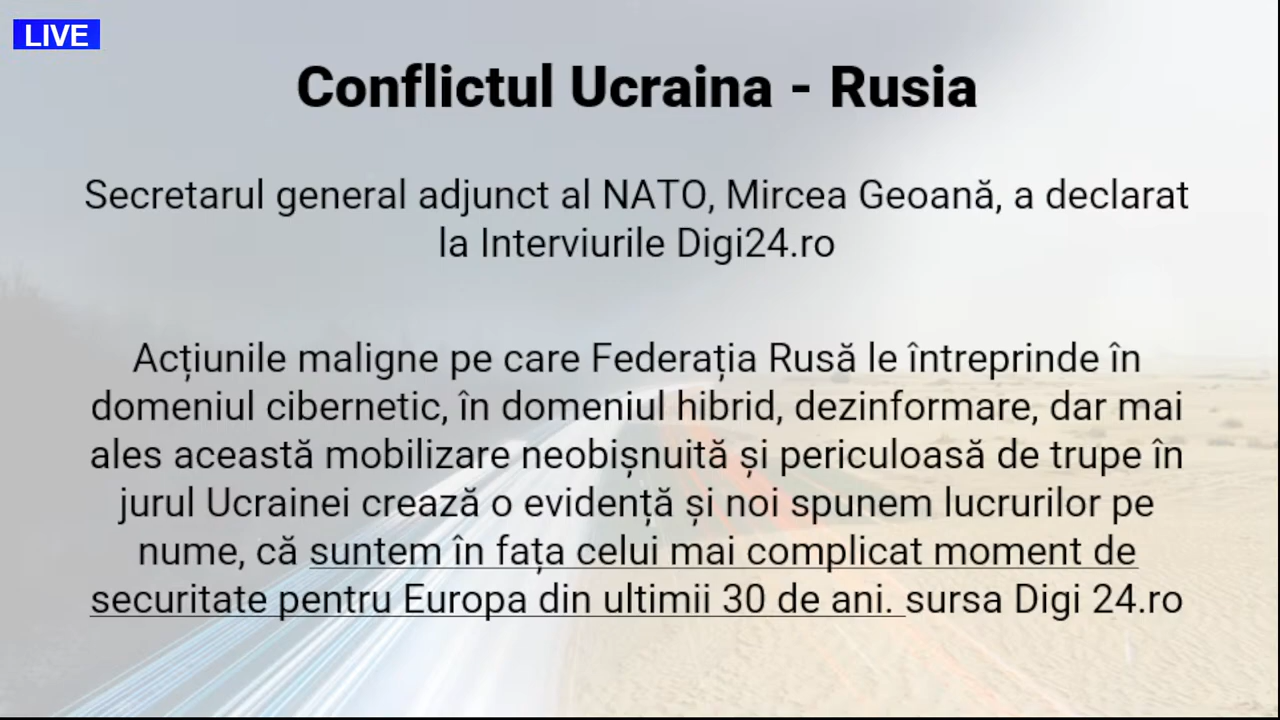 LIVE
Conflictul Ucraina - Rusia
Secretarul general adjunct al NATO, Mircea Geoană, a declarat
la Interviurile Digi24.ro
Acțiunile maligne pe care Federația Rusă le întreprinde în
domeniul cibernetic, în domeniul hibrid, dezinformare, dar mai
ales această mobilizare neobișnuită și periculoasă de trupe în
jurul Ucrainei crează o evidență și noi spunem lucrurilor pe
nume, că suntem în fața celui mai complicat moment de
securitate pentru Europa din ultimii 30 de ani. sursa Digi 24.ro